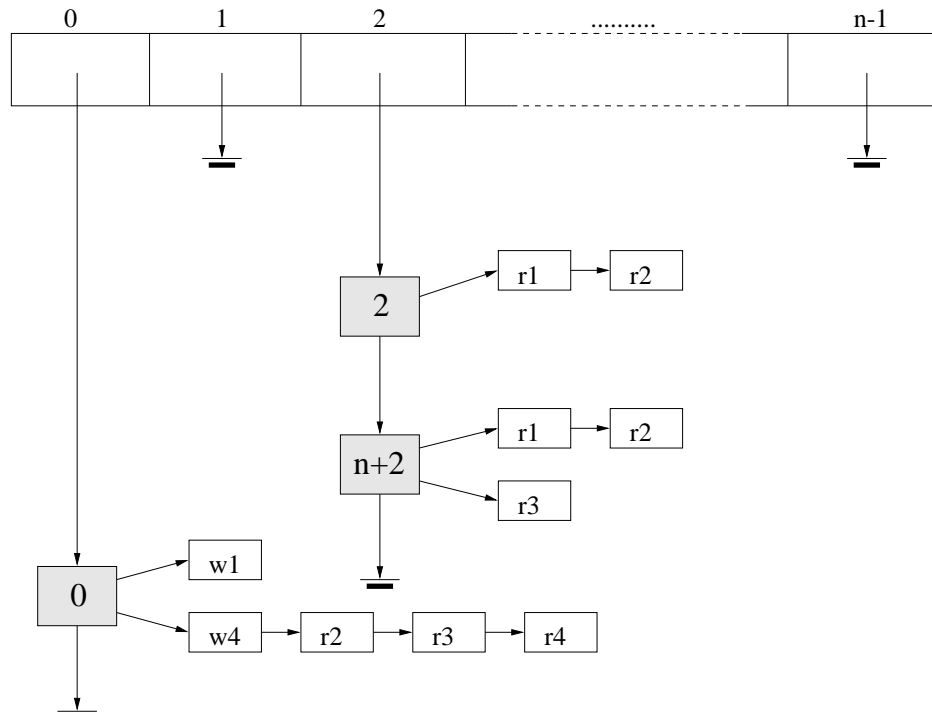 0 1 2 .......... n-1
r1 r2
2
r1 r2
n+2
r3
w1
0
w4 r2 r3 r4